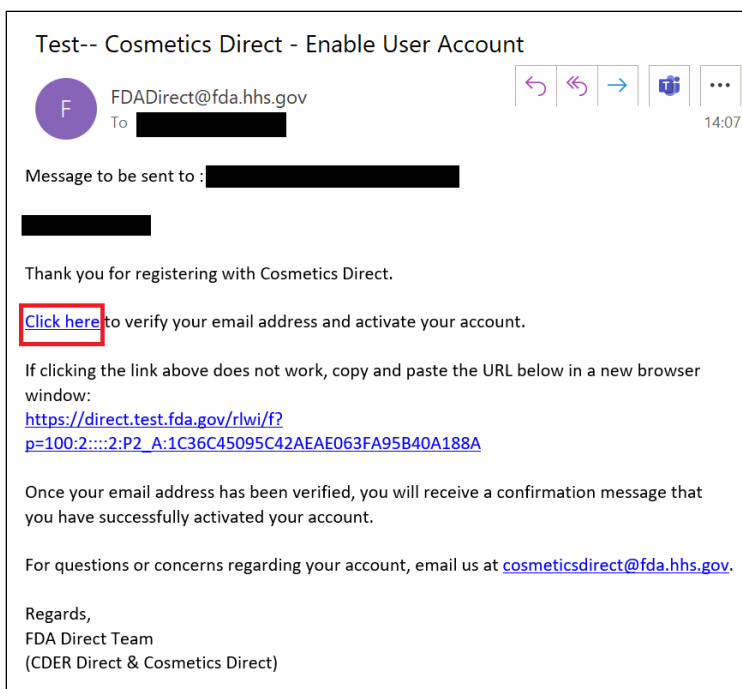 Test-- Cosmetics Direct - Enable User Account
F
FDADirect@fda.hhs.gov
To
14:07
Message to be sent to :
Thank you for registering with Cosmetics Direct.
Click here to verify your email address and activate your account.
If clicking the link above does not work, copy and paste the URL below in a new browser
window:
https://direct.test.fda.gov/rlwi/f?
p=100:2::::2:P2_A:1C36C45095C42AEAE063FA95B40A188A
Once your email address has been verified, you will receive a confirmation message that
you have successfully activated your account.
For questions or concerns regarding your account, email us at cosmeticsdirect@fda.hhs.gov.
Regards,
FDA Direct Team
(CDER Direct & Cosmetics Direct)